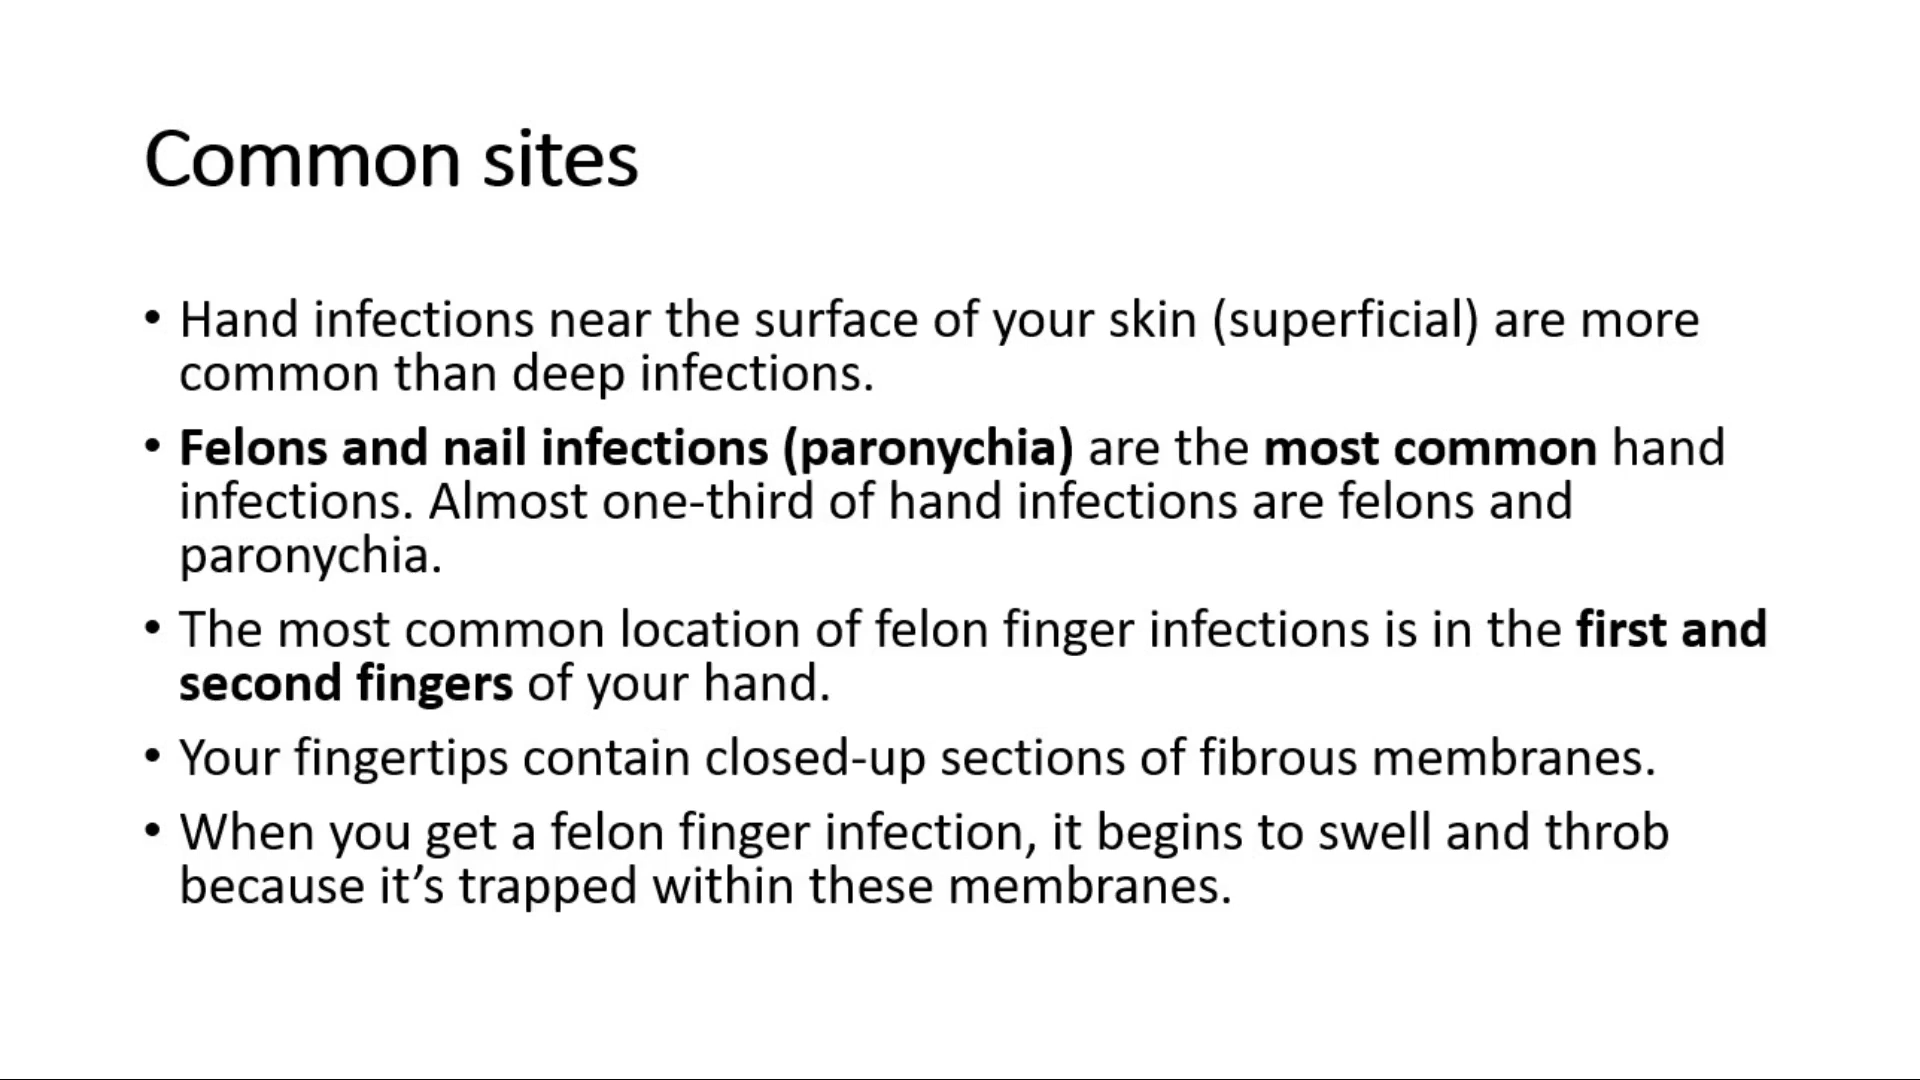 Common sites
• Hand infections near the surface of your skin (superficial) are more
common than deep infections.
• Felons and nail infections (paronychia) are the most common hand
infections. Almost one-third of hand infections are felons and
paronychia.
• The most common location of felon finger infections is in the first and
second fingers of your hand.
• Your fingertips contain closed-up sections of fibrous membranes.
• When you get a felon finger infection, it begins to swell and throb
because it’s trapped within these membranes.